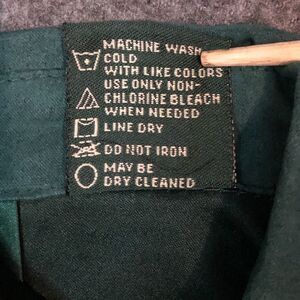 MACHINE WASH
COLD
WITH LIKE COLORS
USE ONLY NON-
CHLORINE BLEACH
WHEN NEEDED
LINE DRY
DO NOT IRON
MAY BE
DRY CLEANED